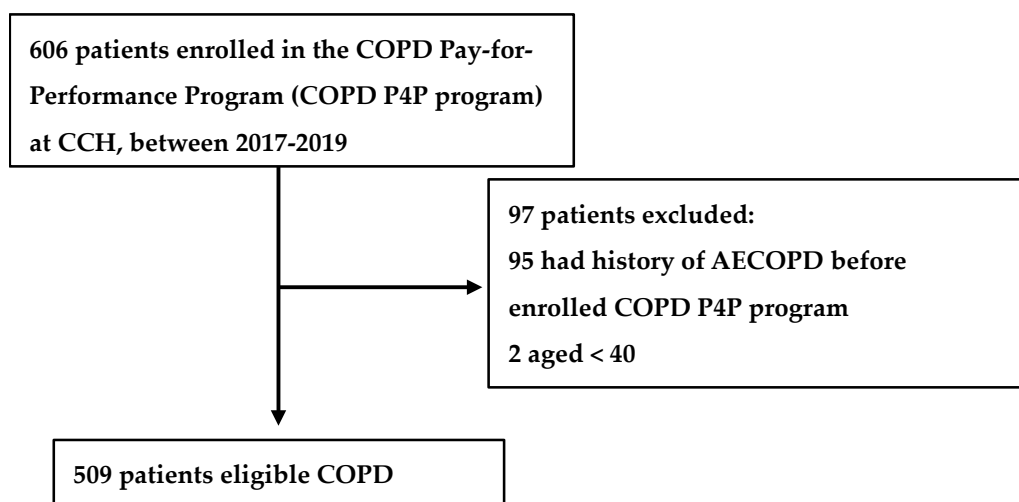 606 patients enrolled in the COPD Pay-for-
Performance Program (COPD P4P program)
at CCH, between 2017-2019
97 patients excluded:
95 had history of AECOPD before
enrolled COPD P4P program
2 aged < 40
509 patients eligible COPD